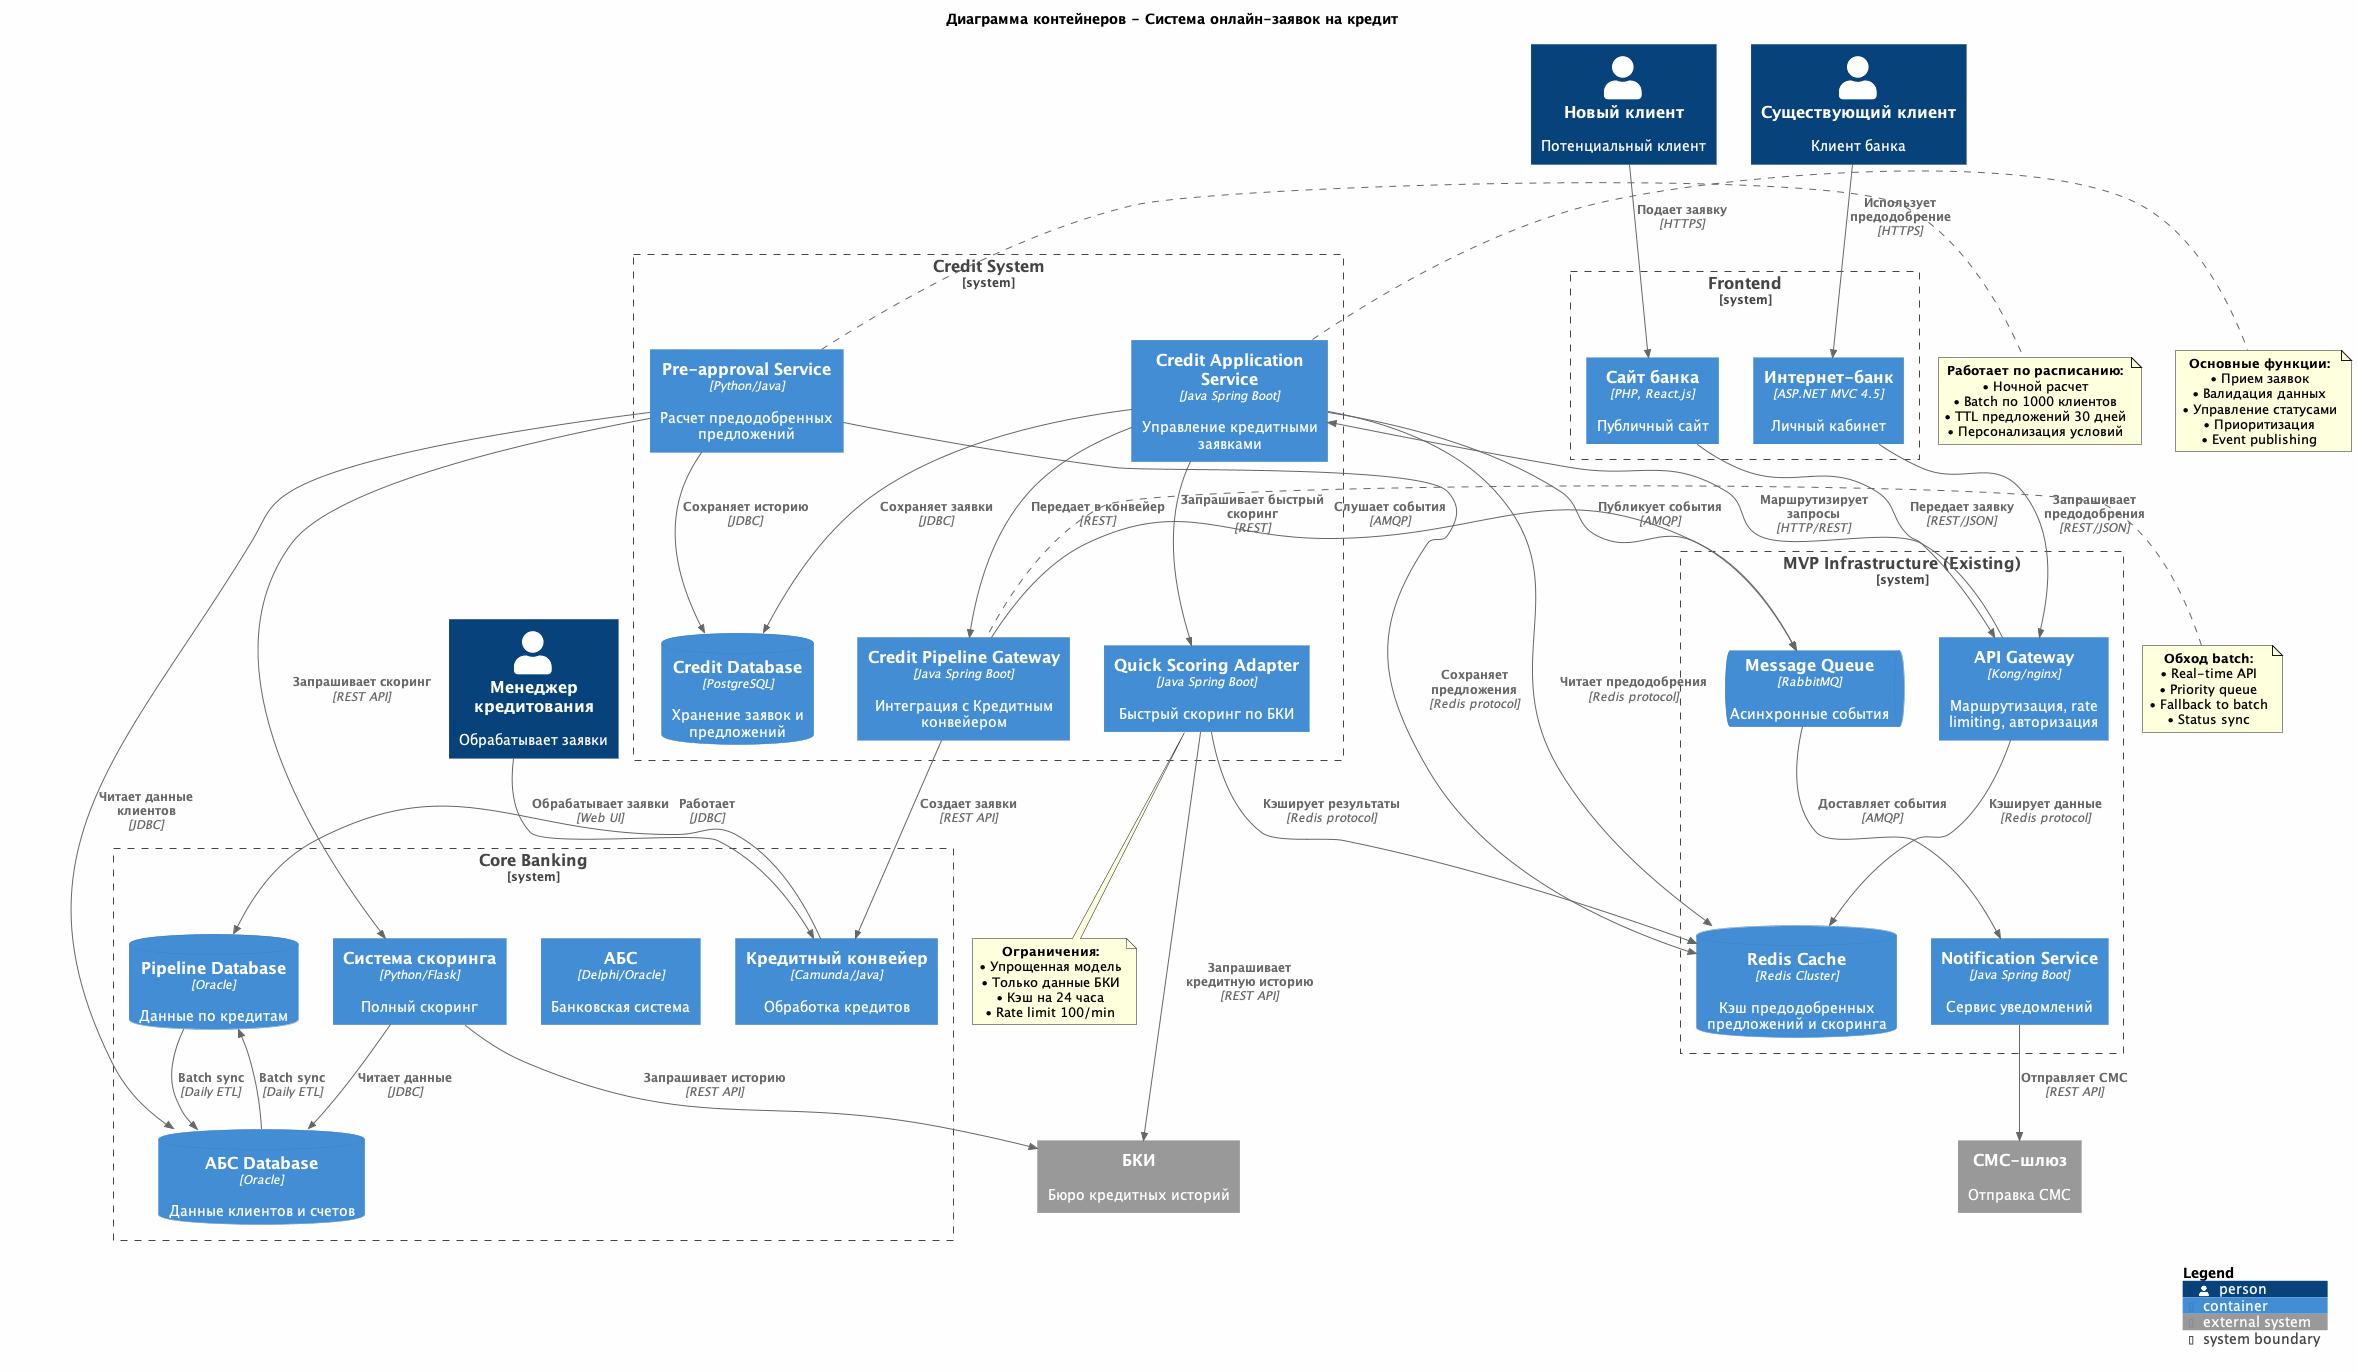 Диаграмма контейнеров - Система онлайн-заявок на кредит
Новый клиент
Потенциальный клиент
Существующий клиент
Клиент банка
Подает заявку
[HTTPS]
Использует
предодобрение
[HTTPS]
Credit System
[system]
Frontend
[system]
Pre-approval Service
[Python/Java]
Расчет предодобренных
предложений
Credit Application
Service
[Java Spring Boot]
Управление кредитными
заявками
Сайт банка
[PHP, React.js]
Публичный сайт
Интернет-банк
[ASP.NET MVC 4.5]
Личный кабинет
Работает по расписанию:
• Ночной расчет
• Batch по 1000 клиентов
• TTL предложений 30 дней
• Персонализация условий
Основные функции:
• Прием заявок
• Валидация данных
• Управление статусами
• Приоритизация
• Event publishing
Сохраняет историю
[JDBC]
Сохраняет заявки
[JDBC]
Передает в конвейер
[REST]
Запрашивает быстрый
скоринг
[REST]
Слушает события
[AMQP]
Публикует события
[AMQP]
Маршрутизирует
запросы
[HTTP/REST]
Передает заявку
[REST/JSON]
Запрашивает
предодобрения
[REST/JSON]
MVP Infrastructure (Existing)
[system]
Менеджер
кредитования
Обрабатывает заявки
Credit Database
[PostgreSQL]
Хранение заявок и
предложений
Credit Pipeline Gateway
[Java Spring Boot]
Интеграция с Кредитным
конвейером
Quick Scoring Adapter
[Java Spring Boot]
Быстрый скоринг по БКИ
Message Queue
[RabbitMQ]
Асинхронные события
API Gateway
[Kong/nginx]
Маршрутизация, rate
limiting, авторизация
Обход batch:
• Real-time API
• Priority queue
• Fallback to batch
• Status sync
Запрашивает скоринг
[REST API]
Сохраняет
предложения
[Redis protocol]
Читает предодобрения
[Redis protocol]
Читает данные
клиентов
[JDBC]
Обрабатывает заявки
[Web UI]
Работает
[JDBC]
Создает заявки
[REST API]
Кэширует результаты
[Redis protocol]
Доставляет события
[AMQP]
Кэширует данные
[Redis protocol]
Core Banking
[system]
Pipeline Database
[Oracle]
Данные по кредитам
Система скоринга
[Python/Flask]
Полный скоринг
АБС
[Delphi/Oracle]
Банковская система
Кредитный конвейер
[Camunda/Java]
Обработка кредитов
Ограничения:
• Упрощенная модель
• Только данные БКИ
• Кэш на 24 часа
• Rate limit 100/min
Запрашивает
кредитную историю
[REST API]
Redis Cache
[Redis Cluster]
Кэш предодобренных
предложений и скоринга
Notification Service
[Java Spring Boot]
Сервис уведомлений
Batch sync
[Daily ETL]
Batch sync
[Daily ETL]
Читает данные
[JDBC]
Запрашивает историю
[REST API]
Отправляет СМС
[REST API]
АБС Database
[Oracle]
Данные клиентов и счетов
БКИ
Бюро кредитных историй
СМС-шлюз
Отправка СМС
Legend
person
container
external system
system boundary